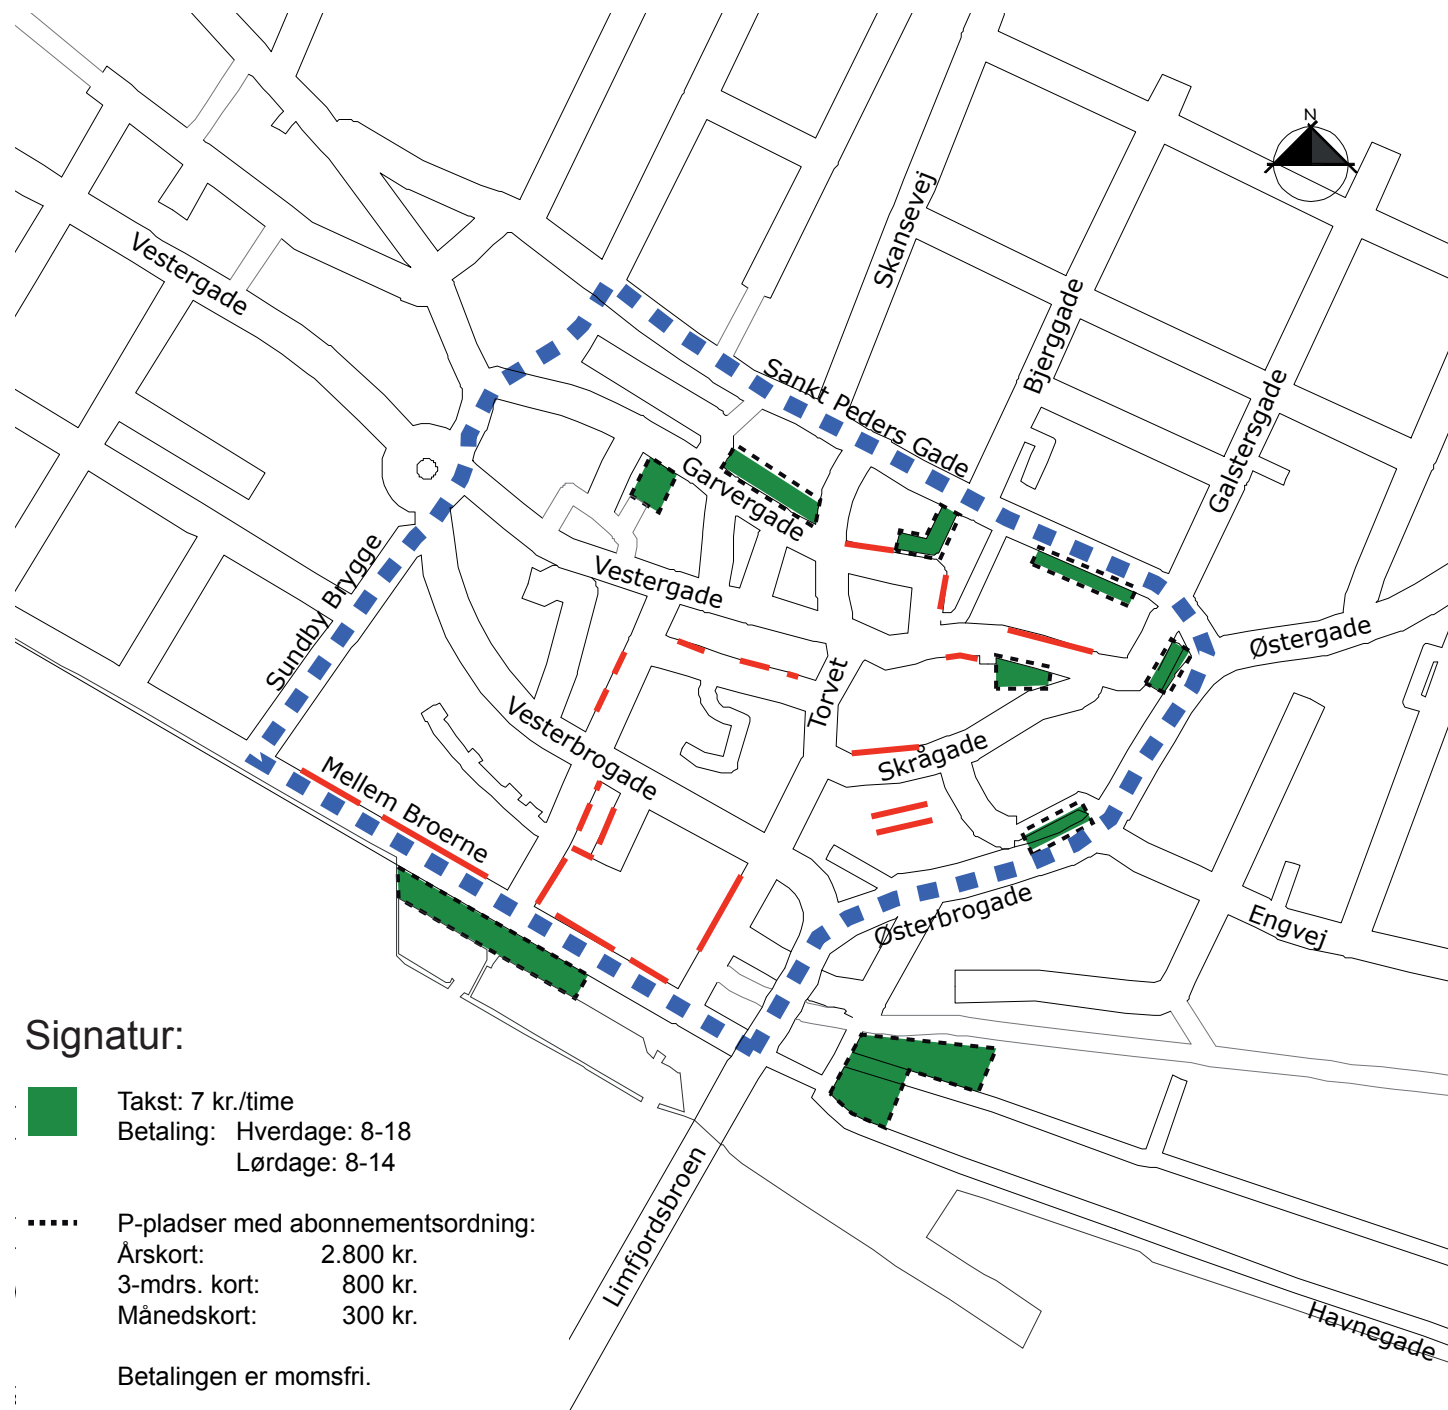 N
Skansevej
Vestergade
Bjerggade
Sankt Peders Gade
Galstersgade
Garvergade
Sundby Brygge
Vestergade
Østergade
Torvet
Vesterbrogade
Skrågade
Mellem Broerne
Østerbrogade
Engvej
Signatur:
Takst: 7 kr./time
Betaling: Hverdage: 8-18
Lørdage: 8-14
P-pladser med abonnementsordning:
Årskort: 2.800 kr.
3-mdrs. kort: 800 kr.
Månedskort: 300 kr.
Betalingen er momsfri.
Limfjordsbroen
Havnegade